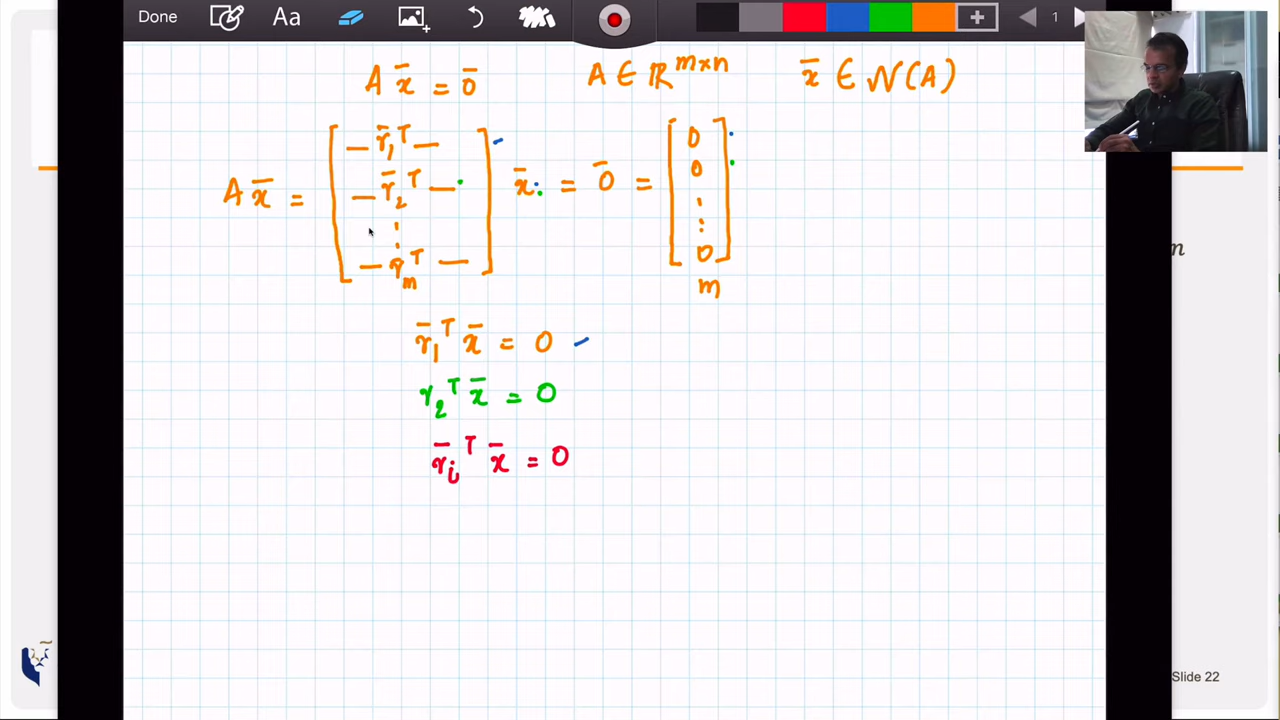 Done Aa 1
A x̄ = 0̄ A ∈ ℝ^{m×n} x̄ ∈ N(A)
A x̄ = [ — r̄₁ᵀ — — r̄₂ᵀ — ⋮ — r̄ₘᵀ — ] x̄ = 0̄ = [ 0 0 ⋮ 0 ] m
r̄₁ᵀ x̄ = 0
r₂ᵀ x̄ = 0
r̄ᵢᵀ x̄ = 0
n
Slide 22